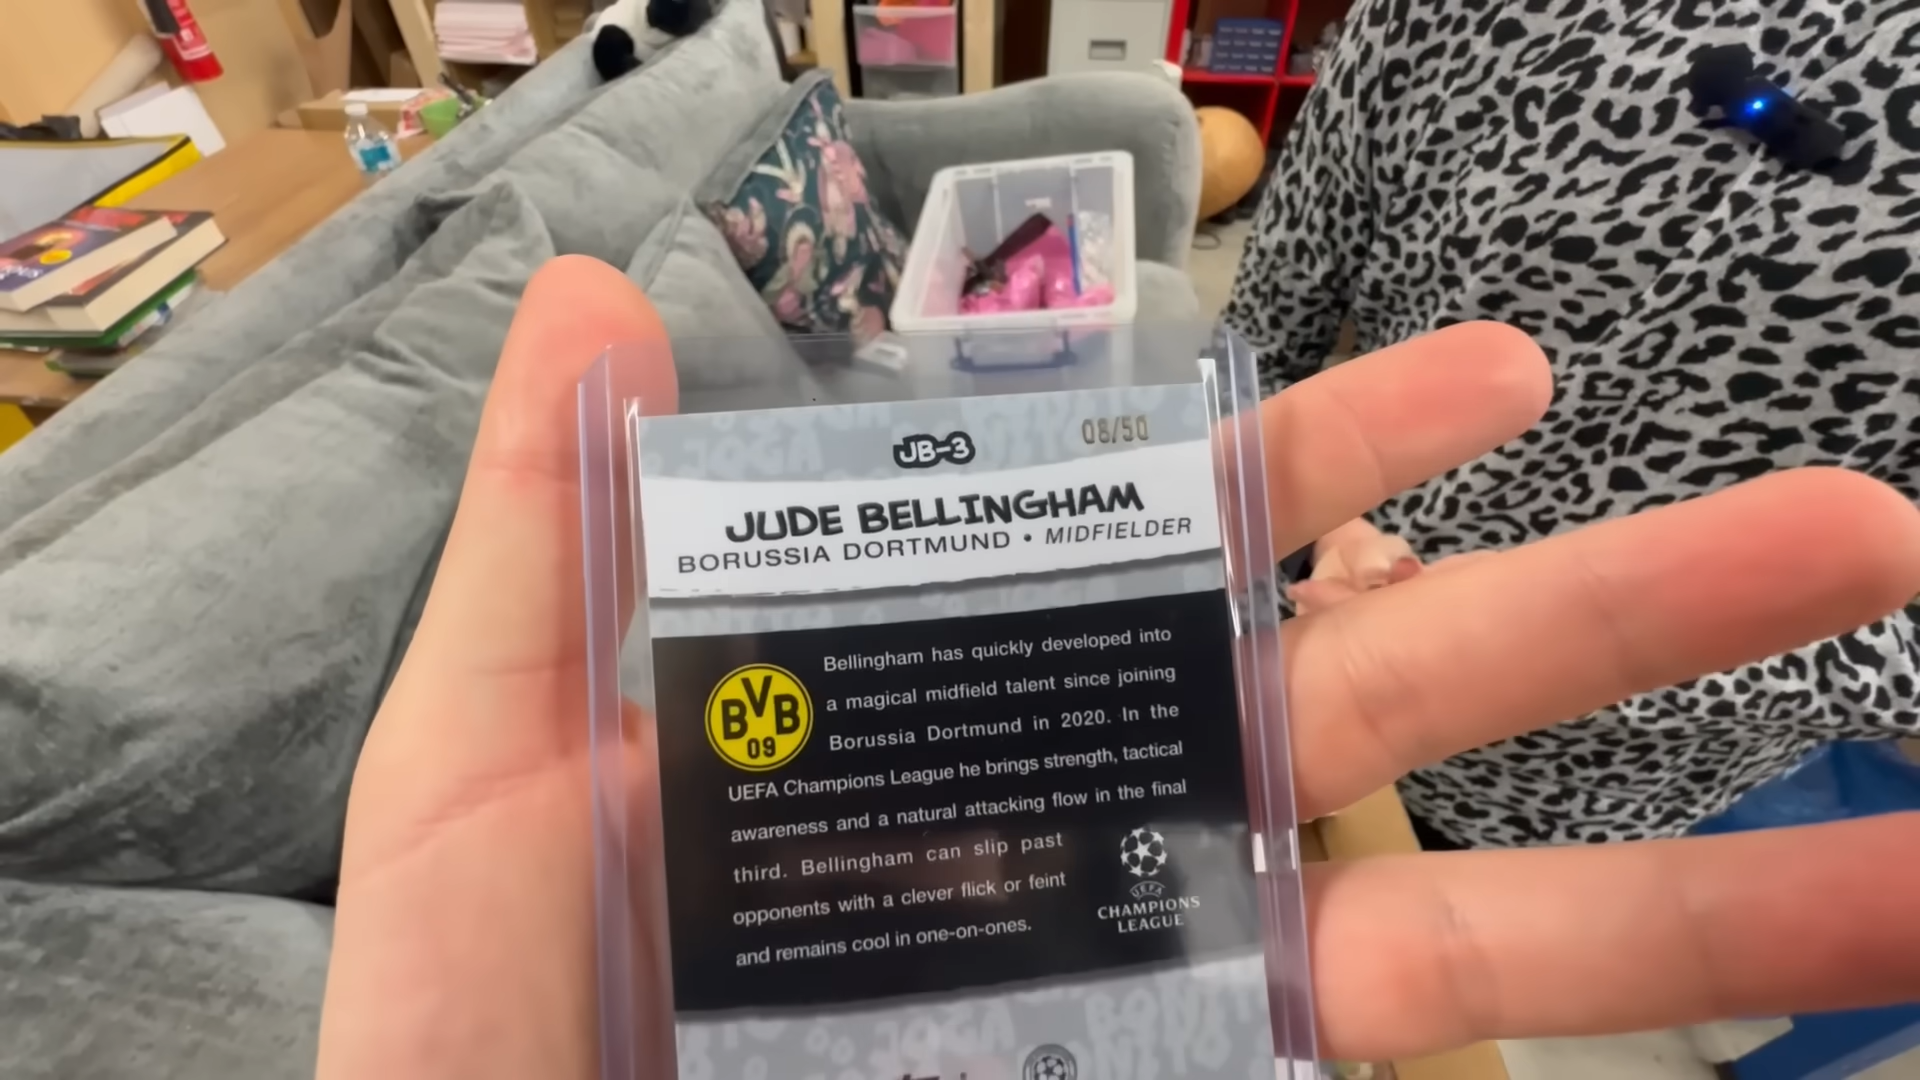 JB-3
08/50
JUDE BELLINGHAM
BORUSSIA DORTMUND • MIDFIELDER
BVB
09
Bellingham has quickly developed into
a magical midfield talent since joining
Borussia Dortmund in 2020. In the
UEFA Champions League he brings strength, tactical
awareness and a natural attacking flow in the final
third. Bellingham can slip past
opponents with a clever flick or feint
and remains cool in one-on-ones.
UEFA
CHAMPIONS
LEAGUE
JOGA
BONITO